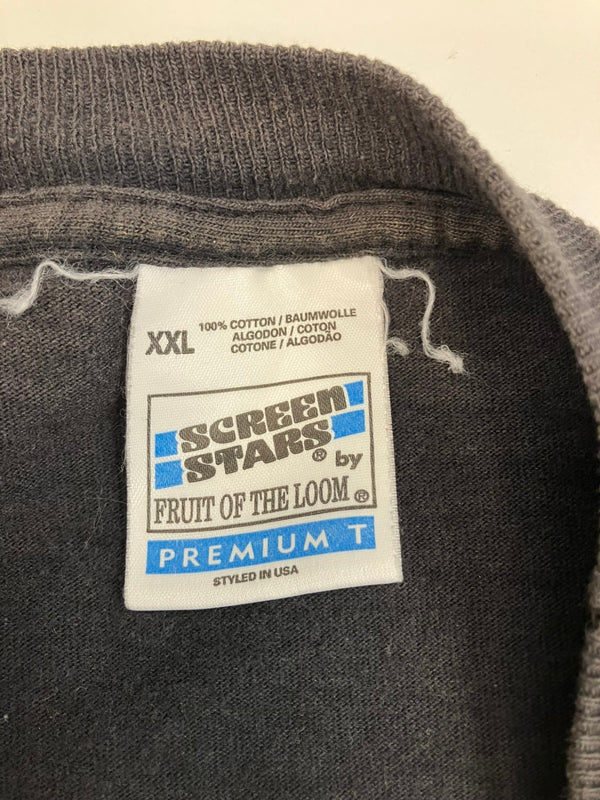 XXL
100% COTTON / BAUMWOLLE
ALGODON / COTON
COTONE / ALGODÃO
SCREEN
STARS® by
FRUIT OF THE LOOM®
PREMIUM T
STYLED IN USA